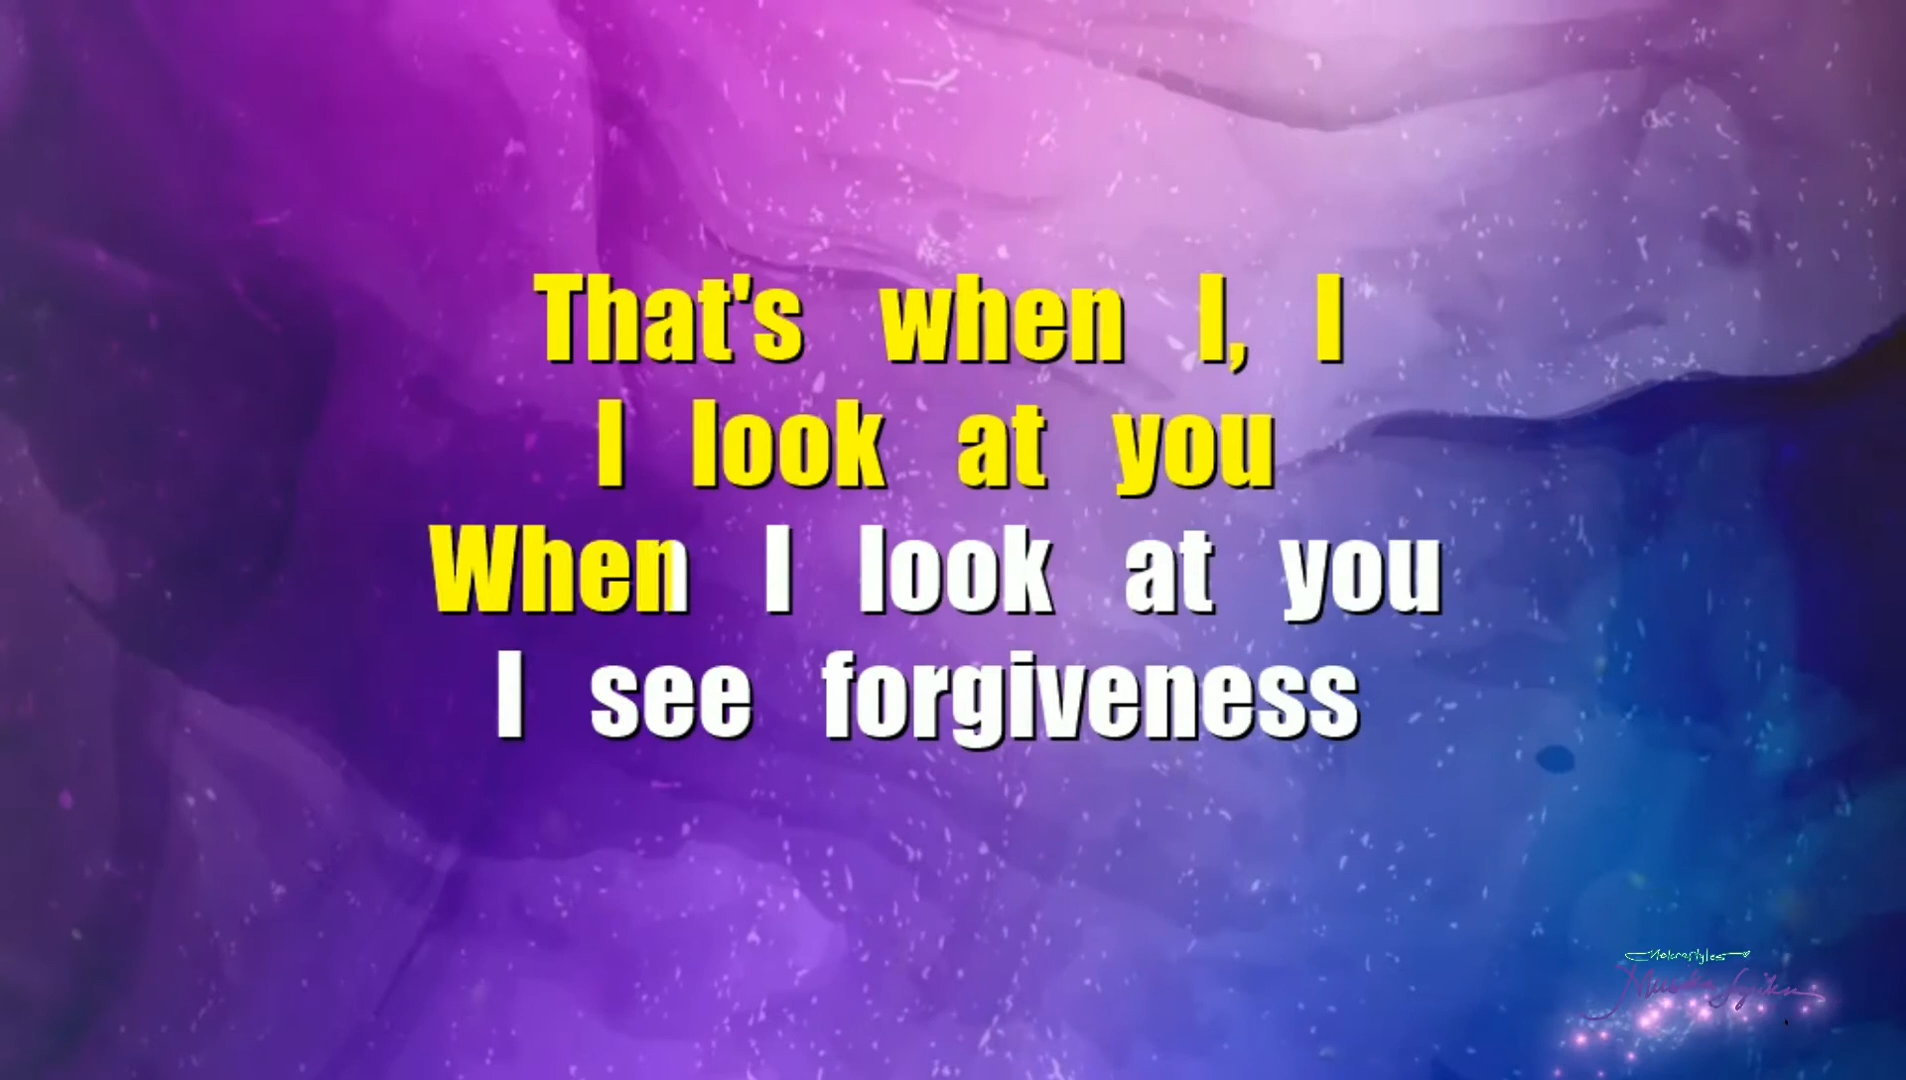 That's when I, I
I look at you
When I look at you
I see forgiveness